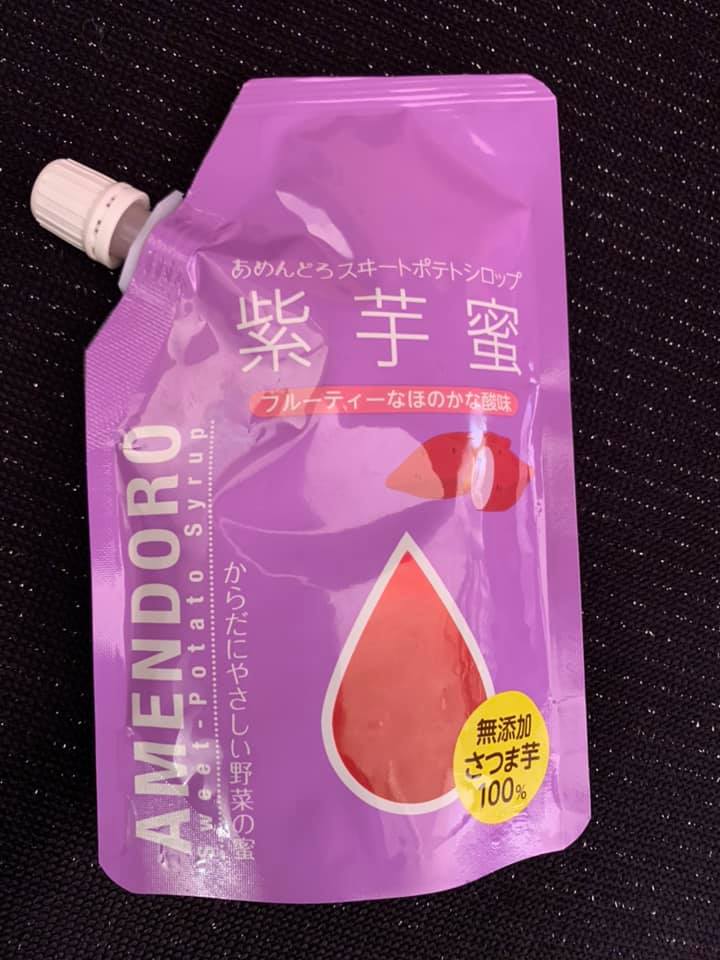 あめんどろスヰートポテトシロップ
紫芋蜜
フルーティーなほのかな酸味
AMENDORO
Sweet-Potato Syrup
からだにやさしい野菜の蜜
無添加
さつま芋
100%